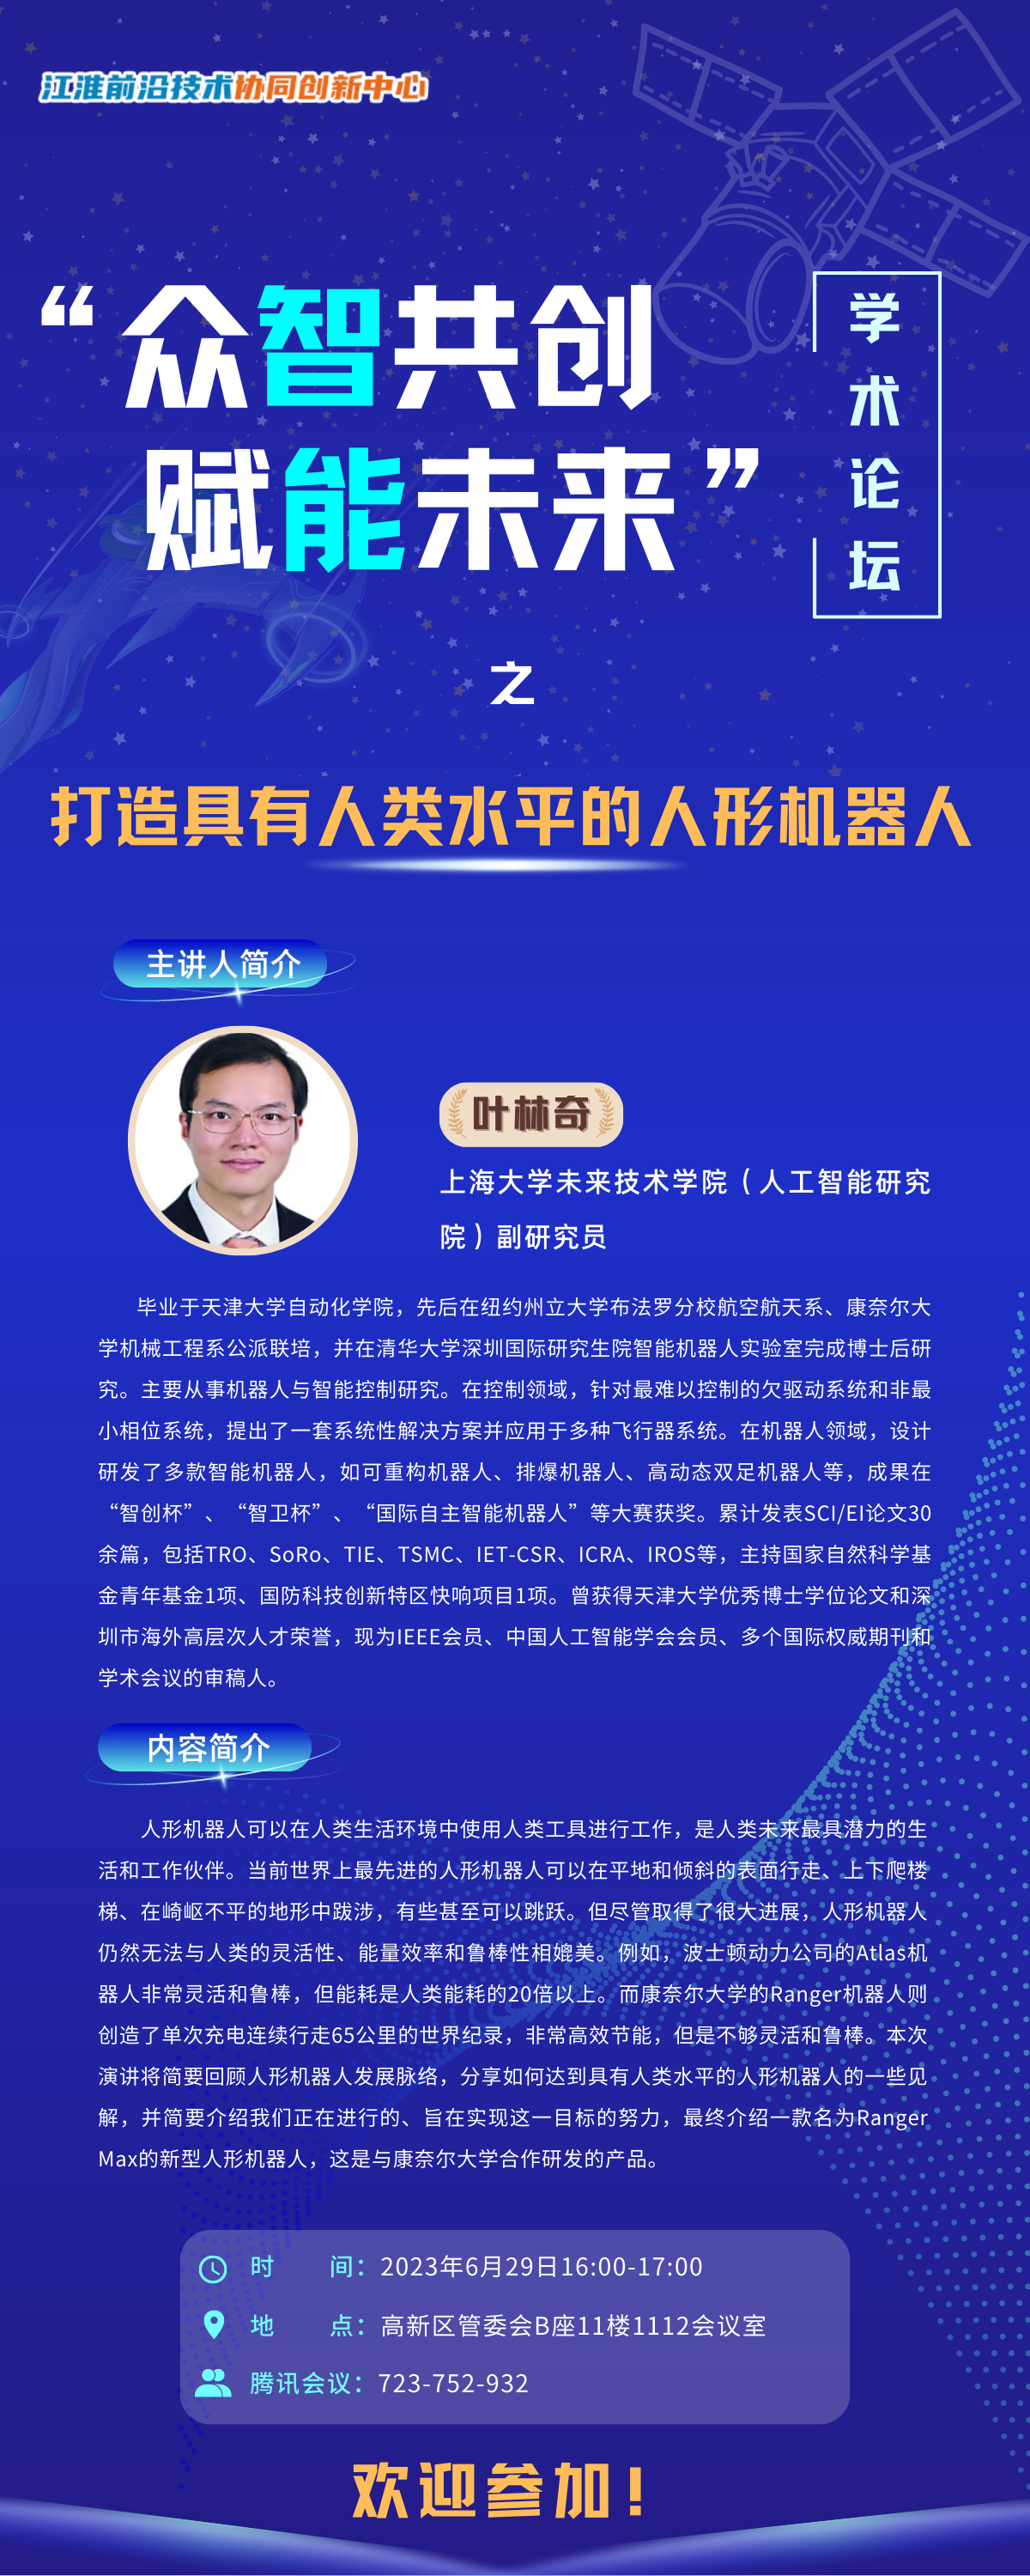 江淮前沿技术协同创新中心
“众智共创
赋能未来”
学术论坛
之
打造具有人类水平的人形机器人
主讲人简介
叶林奇
上海大学未来技术学院（人工智能研究
院）副研究员
毕业于天津大学自动化学院，先后在纽约州立大学布法罗分校航空航天系、康奈尔大
学机械工程系公派联培，并在清华大学深圳国际研究生院智能机器人实验室完成博士后研
究。主要从事机器人与智能控制研究。在控制领域，针对最难以控制的欠驱动系统和非最
小相位系统，提出了一套系统性解决方案并应用于多种飞行器系统。在机器人领域，设计
研发了多款智能机器人，如可重构机器人、排爆机器人、高动态双足机器人等，成果在
“智创杯”、“智卫杯”、“国际自主智能机器人”等大赛获奖。累计发表SCI/EI论文30
余篇，包括TRO、SoRo、TIE、TSMC、IET-CSR、ICRA、IROS等，主持国家自然科学基
金青年基金1项、国防科技创新特区快响项目1项。曾获得天津大学优秀博士学位论文和深
圳市海外高层次人才荣誉，现为IEEE会员、中国人工智能学会会员、多个国际权威期刊和
学术会议的审稿人。
内容简介
人形机器人可以在人类生活环境中使用人类工具进行工作，是人类未来最具潜力的生
活和工作伙伴。当前世界上最先进的人形机器人可以在平地和倾斜的表面行走、上下爬楼
梯、在崎岖不平的地形中跋涉，有些甚至可以跳跃。但尽管取得了很大进展，人形机器人
仍然无法与人类的灵活性、能量效率和鲁棒性相媲美。例如，波士顿动力公司的Atlas机
器人非常灵活和鲁棒，但能耗是人类能耗的20倍以上。而康奈尔大学的Ranger机器人则
创造了单次充电连续行走65公里的世界纪录，非常高效节能，但是不够灵活和鲁棒。本次
演讲将简要回顾人形机器人发展脉络，分享如何达到具有人类水平的人形机器人的一些见
解，并简要介绍我们正在进行的、旨在实现这一目标的努力，最终介绍一款名为Ranger
Max的新型人形机器人，这是与康奈尔大学合作研发的产品。
时 间：2023年6月29日16:00-17:00
地 点：高新区管委会B座11楼1112会议室
腾讯会议：723-752-932
欢迎参加！